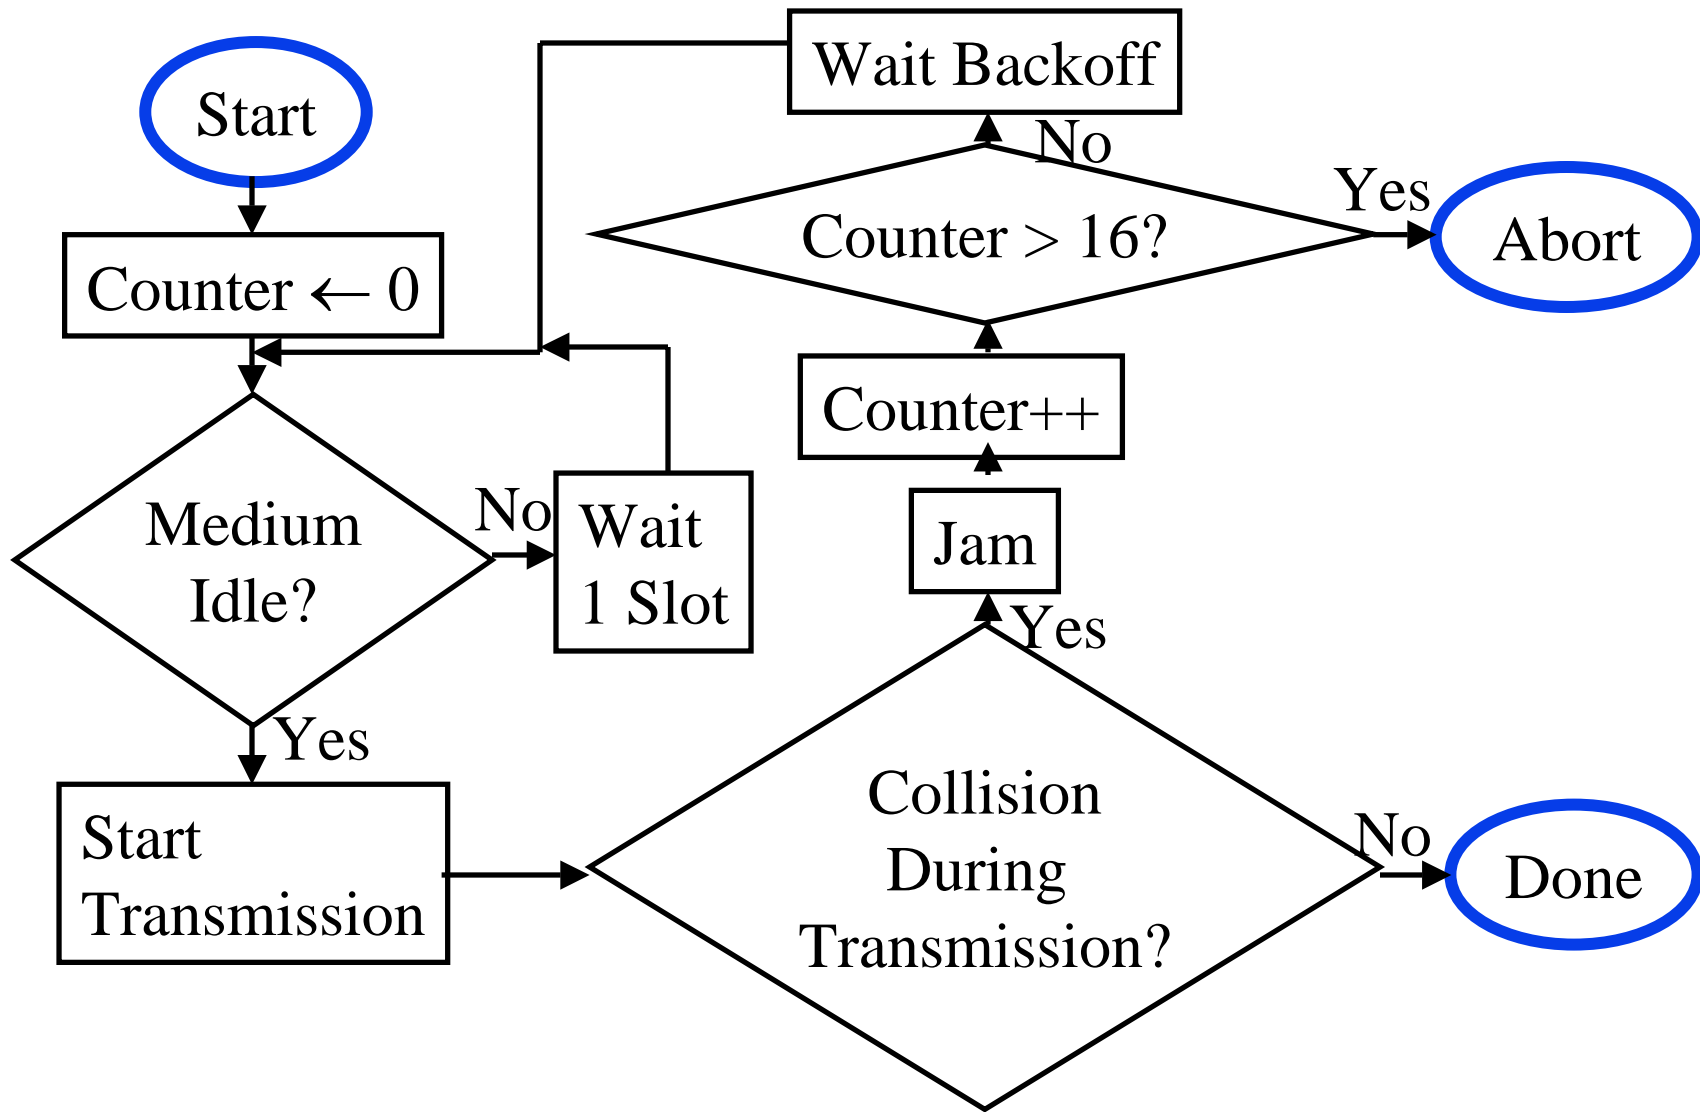 Start
Counter ← 0
Medium
Idle?
No
Wait
1 Slot
Yes
Start
Transmission
Collision
During
Transmission?
No
Done
Yes
Jam
Counter++
Counter > 16?
Yes
Abort
No
Wait Backoff